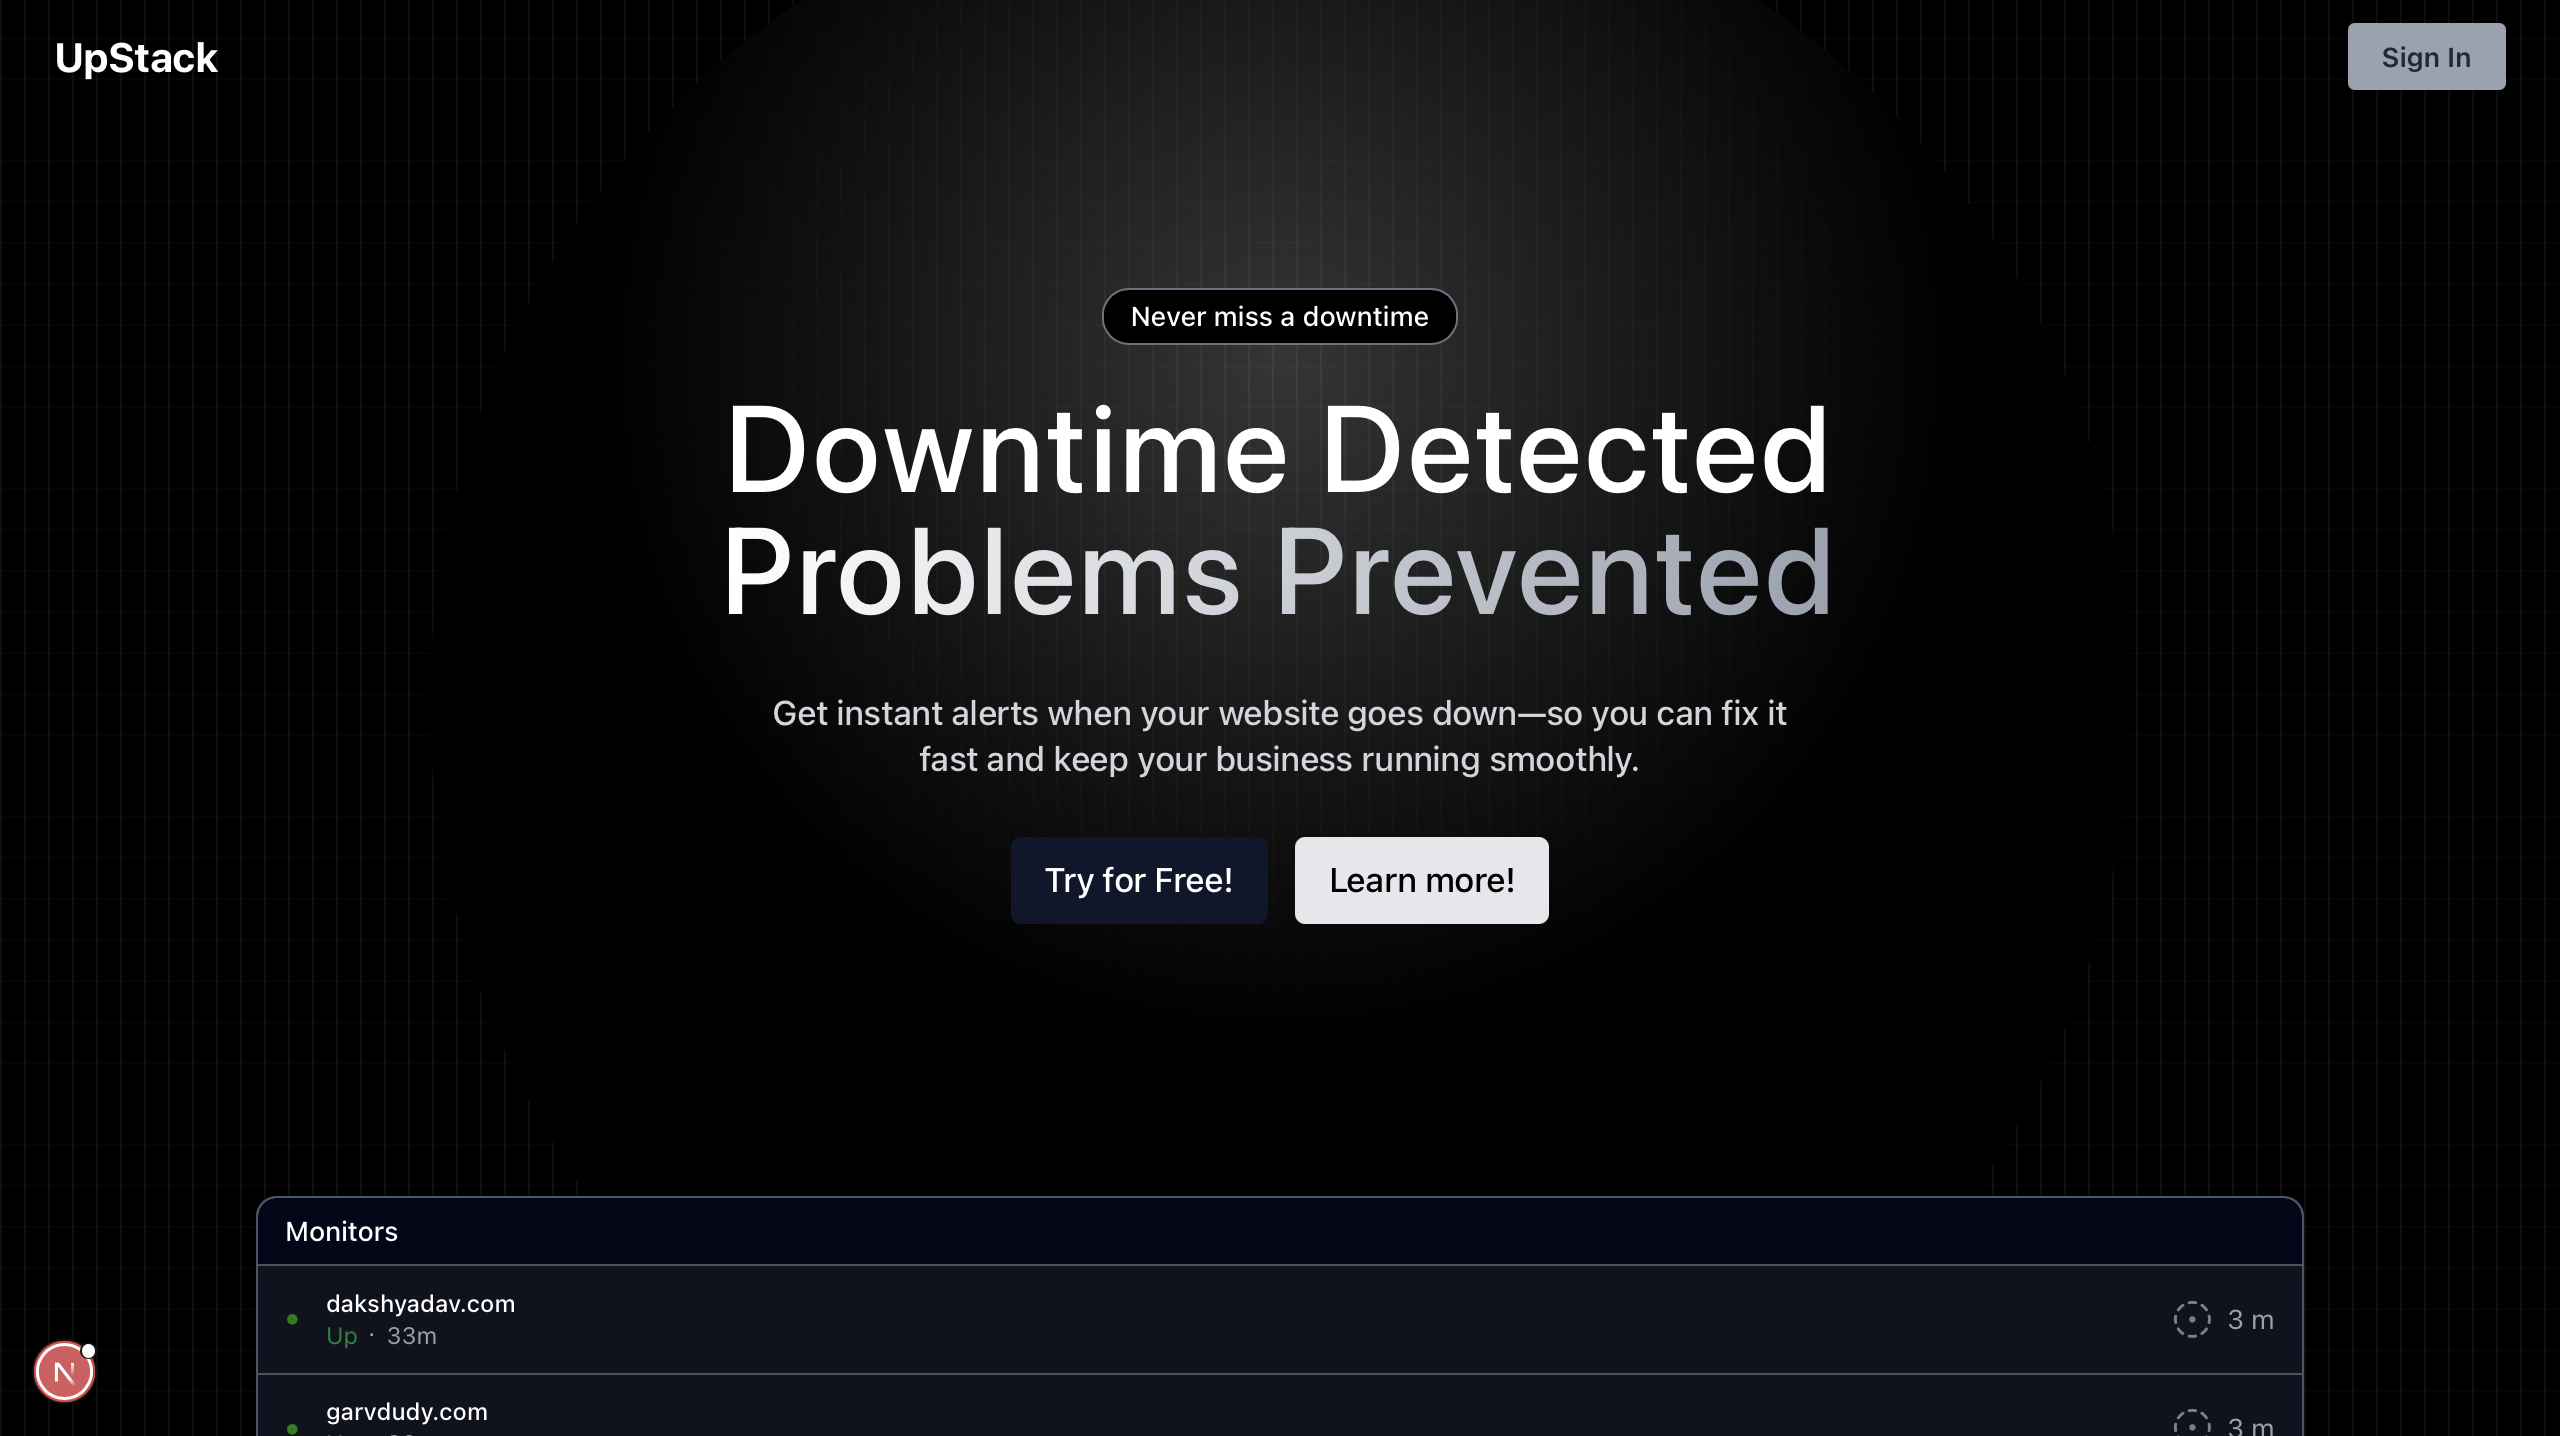 UpStack
Sign In
Never miss a downtime
Downtime Detected
Problems Prevented
Get instant alerts when your website goes down—so you can fix it
fast and keep your business running smoothly.
Try for Free!
Learn more!
Monitors
dakshyadav.com
Up · 33m
3 m
garvdudy.com
3 m
N